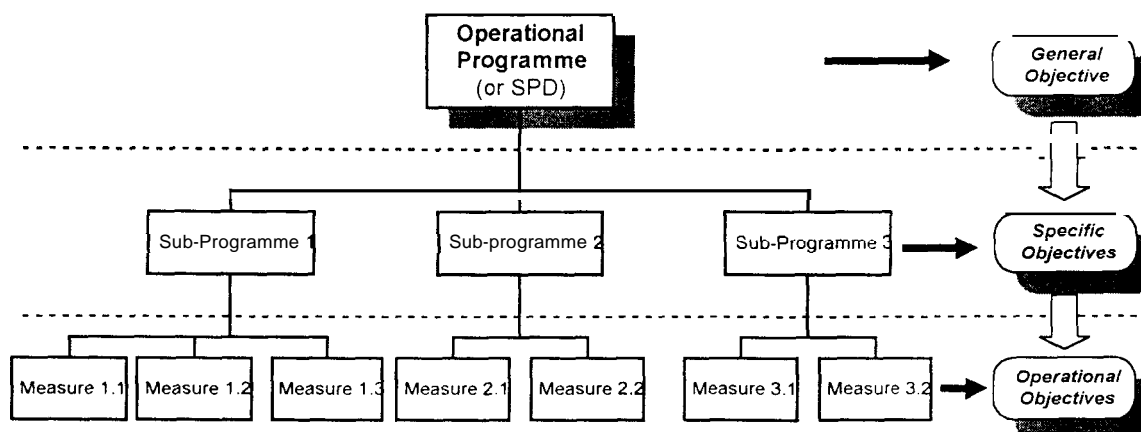 Operational
Programme
(or SPD)
General
Objective
Sub-Programme 1
Sub-programme 2
Sub-Programme 3
Specific
Objectives
Measure 1.1
Measure 1.2
Measure 1.3
Measure 2.1
Measure 2.2
Measure 3.1
Measure 3.2
Operational
Objectives